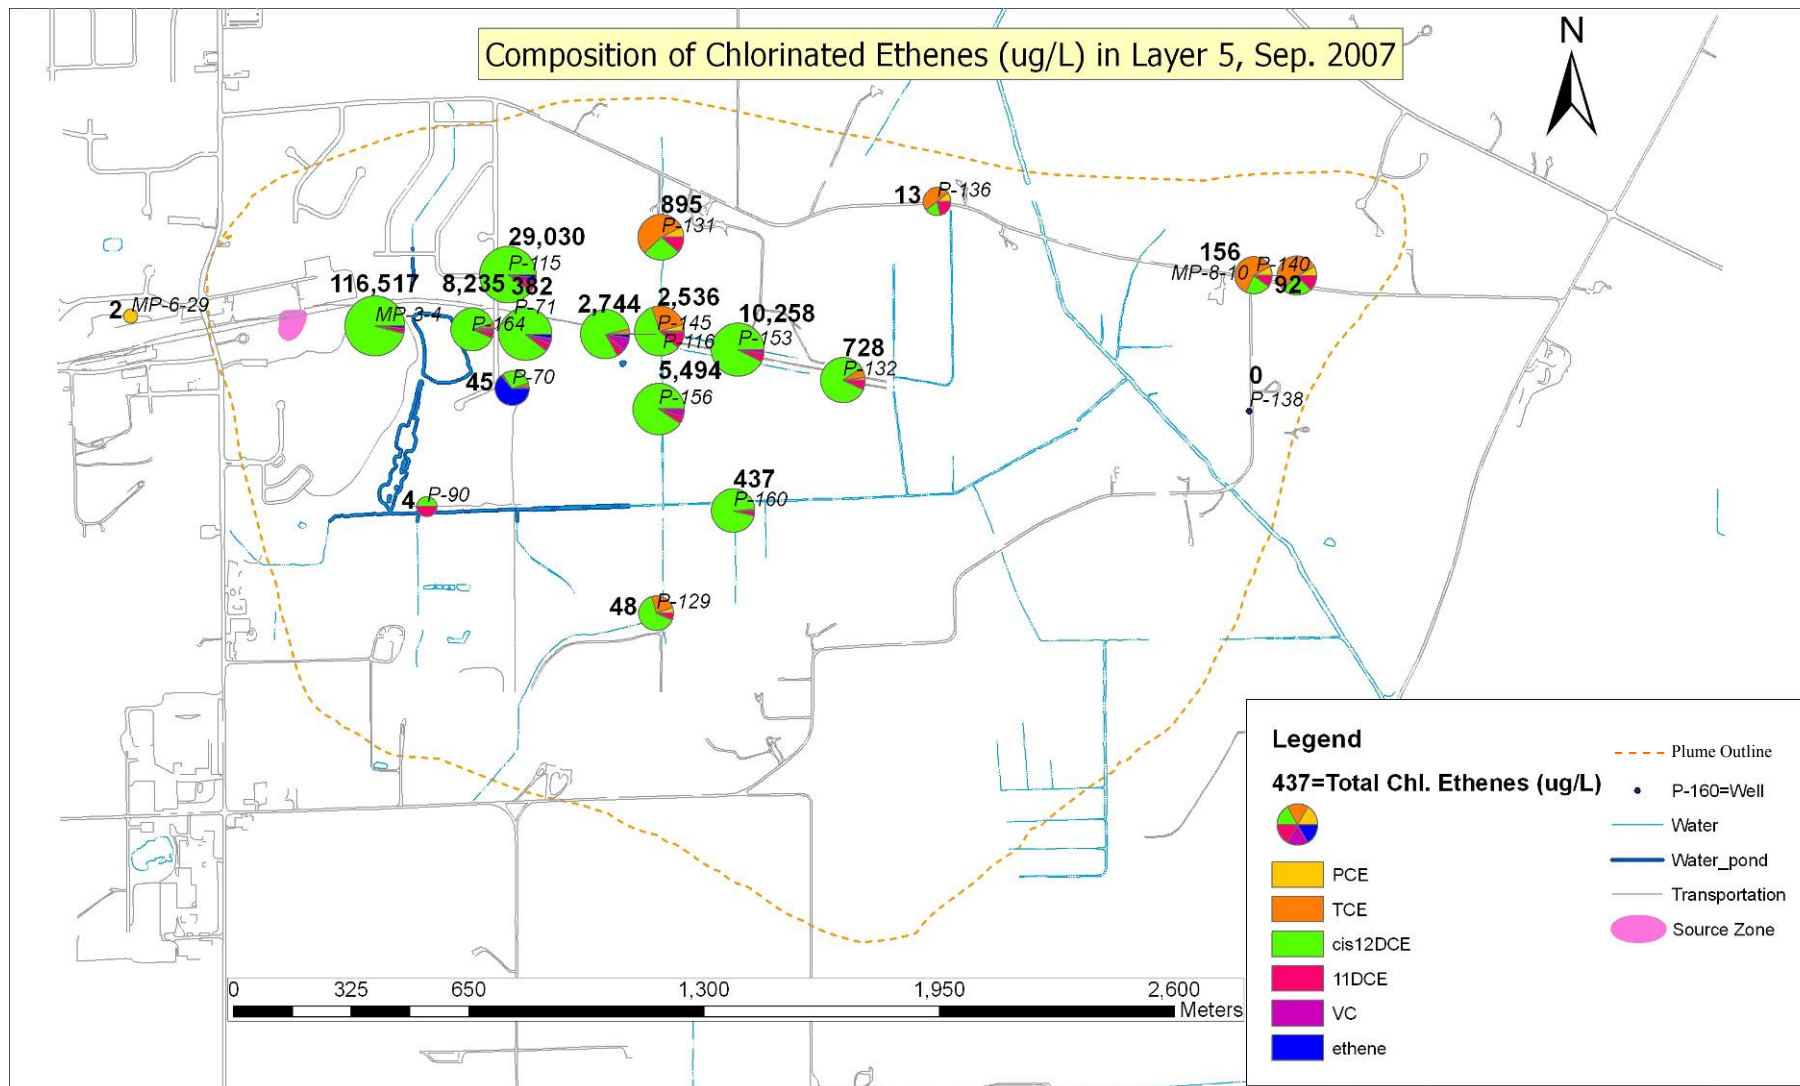 Composition of Chlorinated Ethenes (ug/L) in Layer 5, Sep. 2007
N
13
P-136
895
P-131
29,030
P-115
156
MP-8-10
P-140
92
116,517
MP-3-4
8,235
P-164
382
P-71
2
MP-6-29
2,744
2,536
P-145
P-116
10,258
P-153
728
P-132
45
P-70
5,494
P-156
0
P-138
4
P-90
437
P-160
48
P-129
Legend
437=Total Chl. Ethenes (ug/L)
PCE
TCE
cis12DCE
11DCE
VC
ethene
Plume Outline
P-160=Well
Water
Water_pond
Transportation
Source Zone
0 325 650 1,300 1,950 2,600
Meters